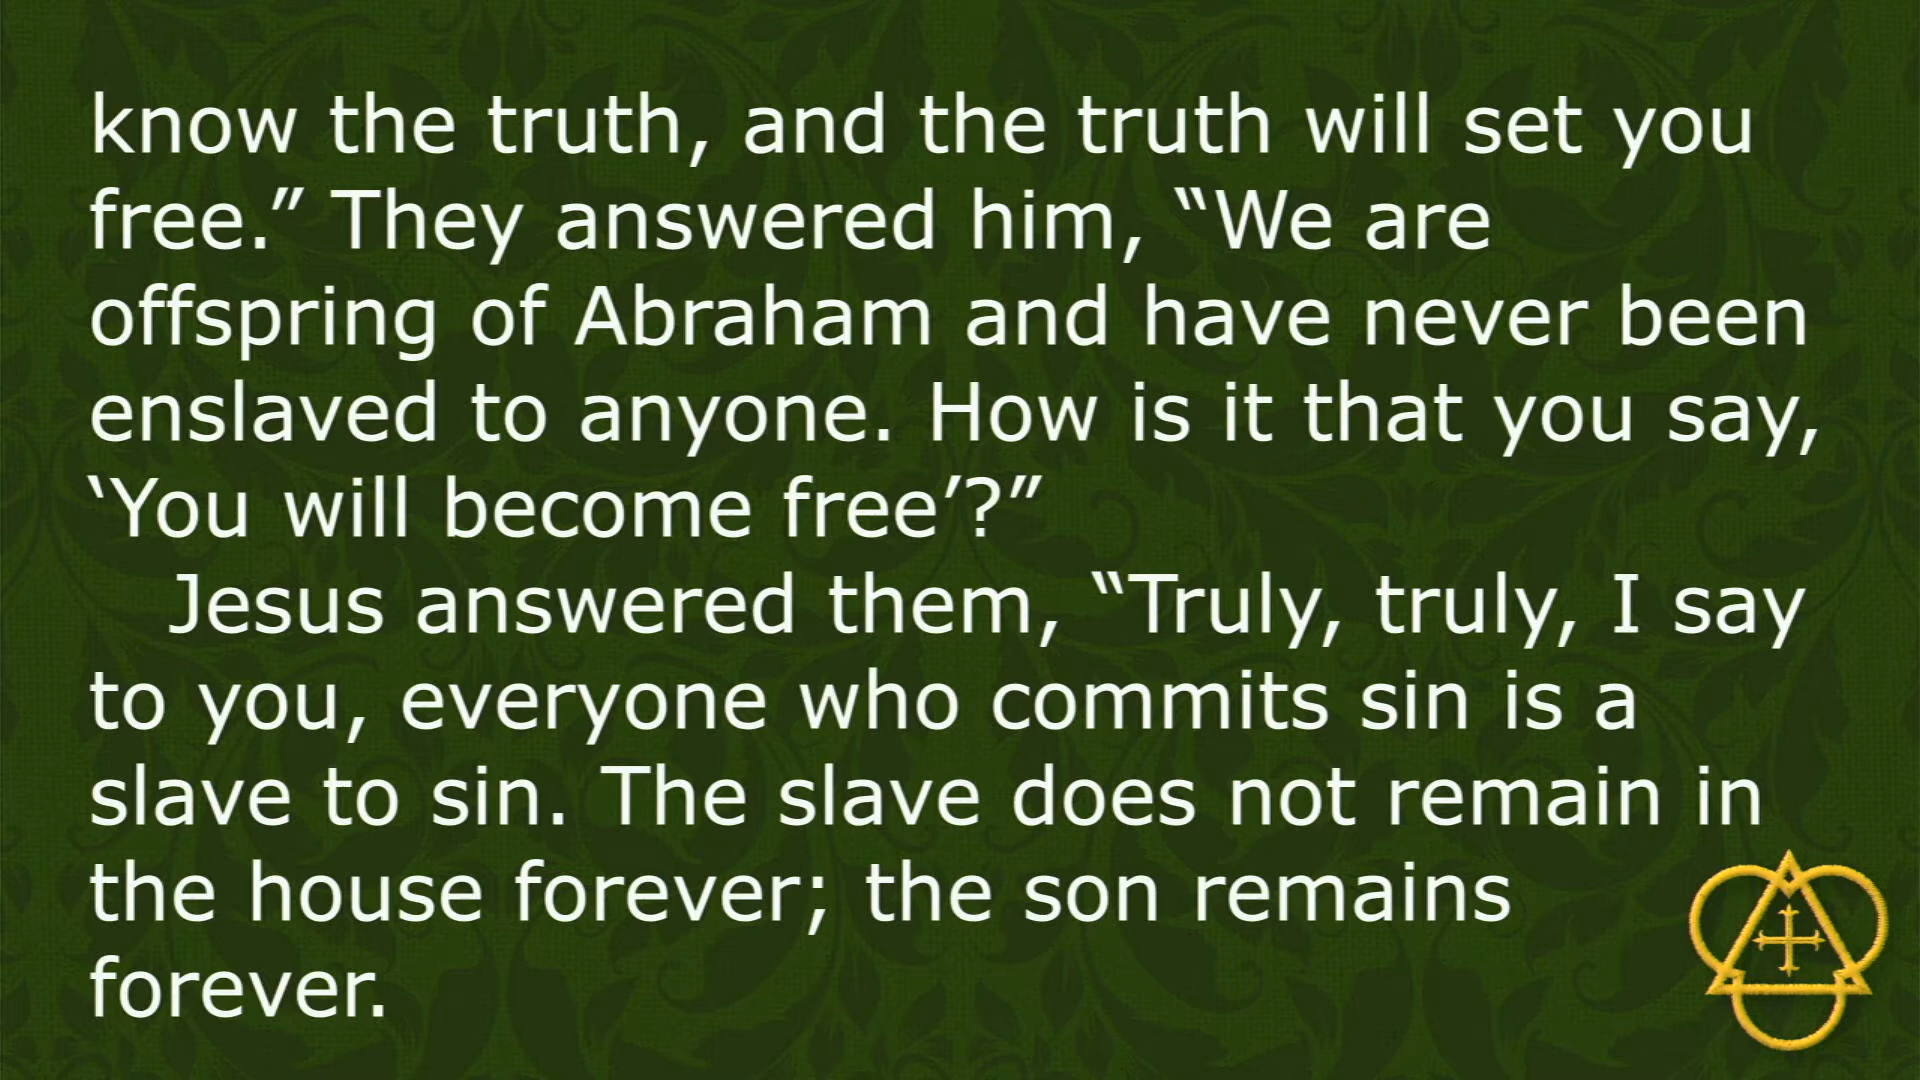 know the truth, and the truth will set you
free.” They answered him, “We are
offspring of Abraham and have never been
enslaved to anyone. How is it that you say,
‘You will become free’?”
Jesus answered them, “Truly, truly, I say
to you, everyone who commits sin is a
slave to sin. The slave does not remain in
the house forever; the son remains
forever.